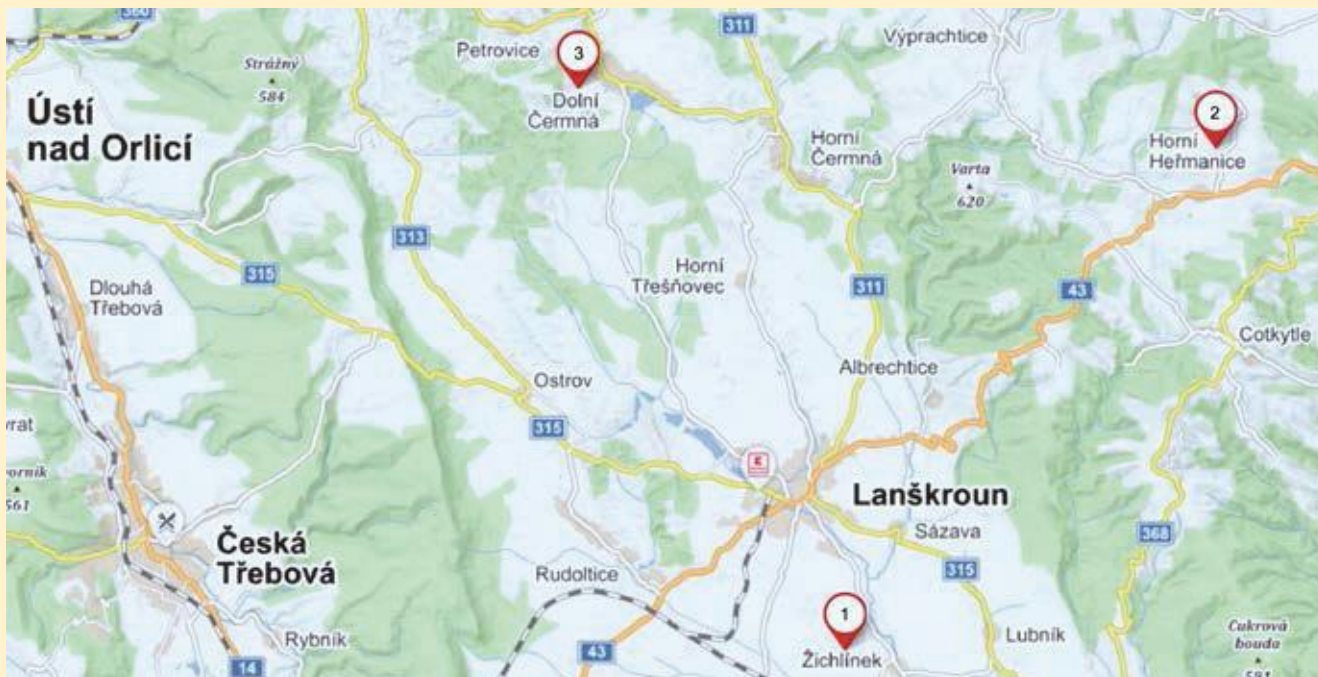 360
311
Petrovice
3
Výprachtice
Strážný
584
Dolní
Čermná
2
Ústí
nad Orlicí
Horní
Čermná
Horní
Heřmanice
Varta
620
313
315
Horní
Třešňovec
Dlouhá
Třebová
311
43
Cotkytle
Ostrov
Albrechtice
vrat
315
561
Lanškroun
Česká
Třebová
Sázava
368
Rudoltice
315
1
Rybník
Lubník
Cukrová
bouda
43
Žichlínek
14